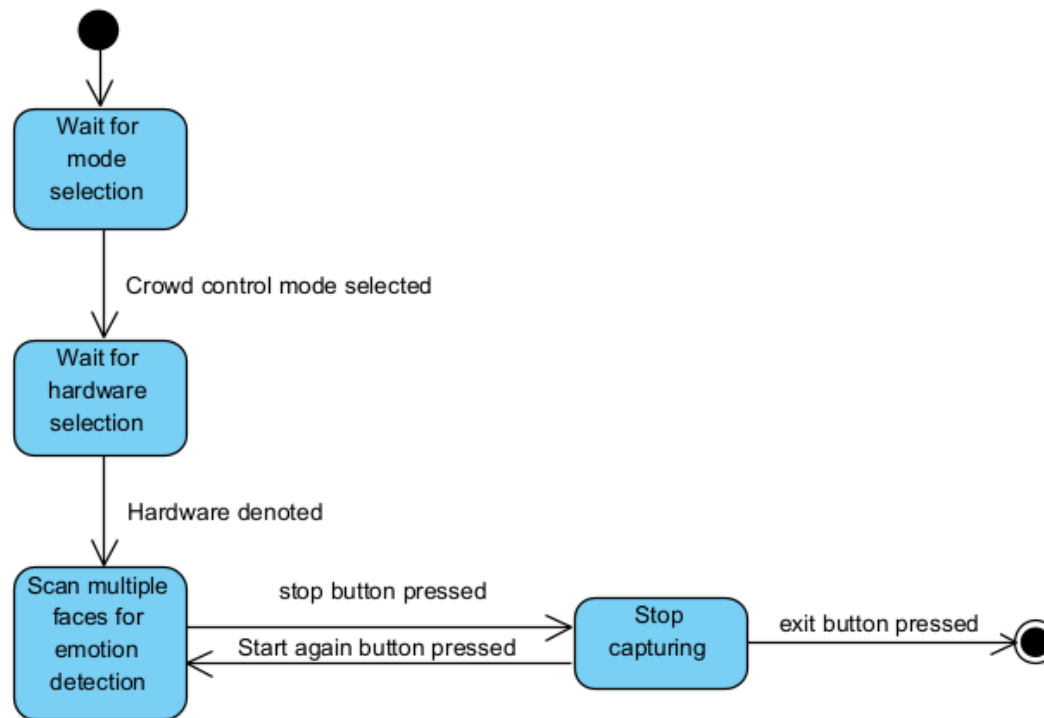 Wait for
mode
selection
Crowd control mode selected
Wait for
hardware
selection
Hardware denoted
Scan multiple
faces for
emotion
detection
stop button pressed
Start again button pressed
Stop
capturing
exit button pressed